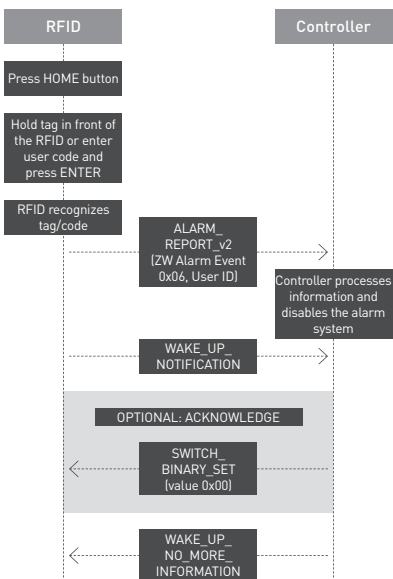 RFID
Controller
Press HOME button
Hold tag in front of
the RFID or enter
user code and
press ENTER
RFID recognizes
tag/code
ALARM_
REPORT_v2
(ZW Alarm Event
0x06, User ID)
Controller processes
information and
disables the alarm
system
WAKE_UP_
NOTIFICATION
OPTIONAL: ACKNOWLEDGE
SWITCH_
BINARY_SET
(value 0x00)
WAKE_UP_
NO_MORE_
INFORMATION